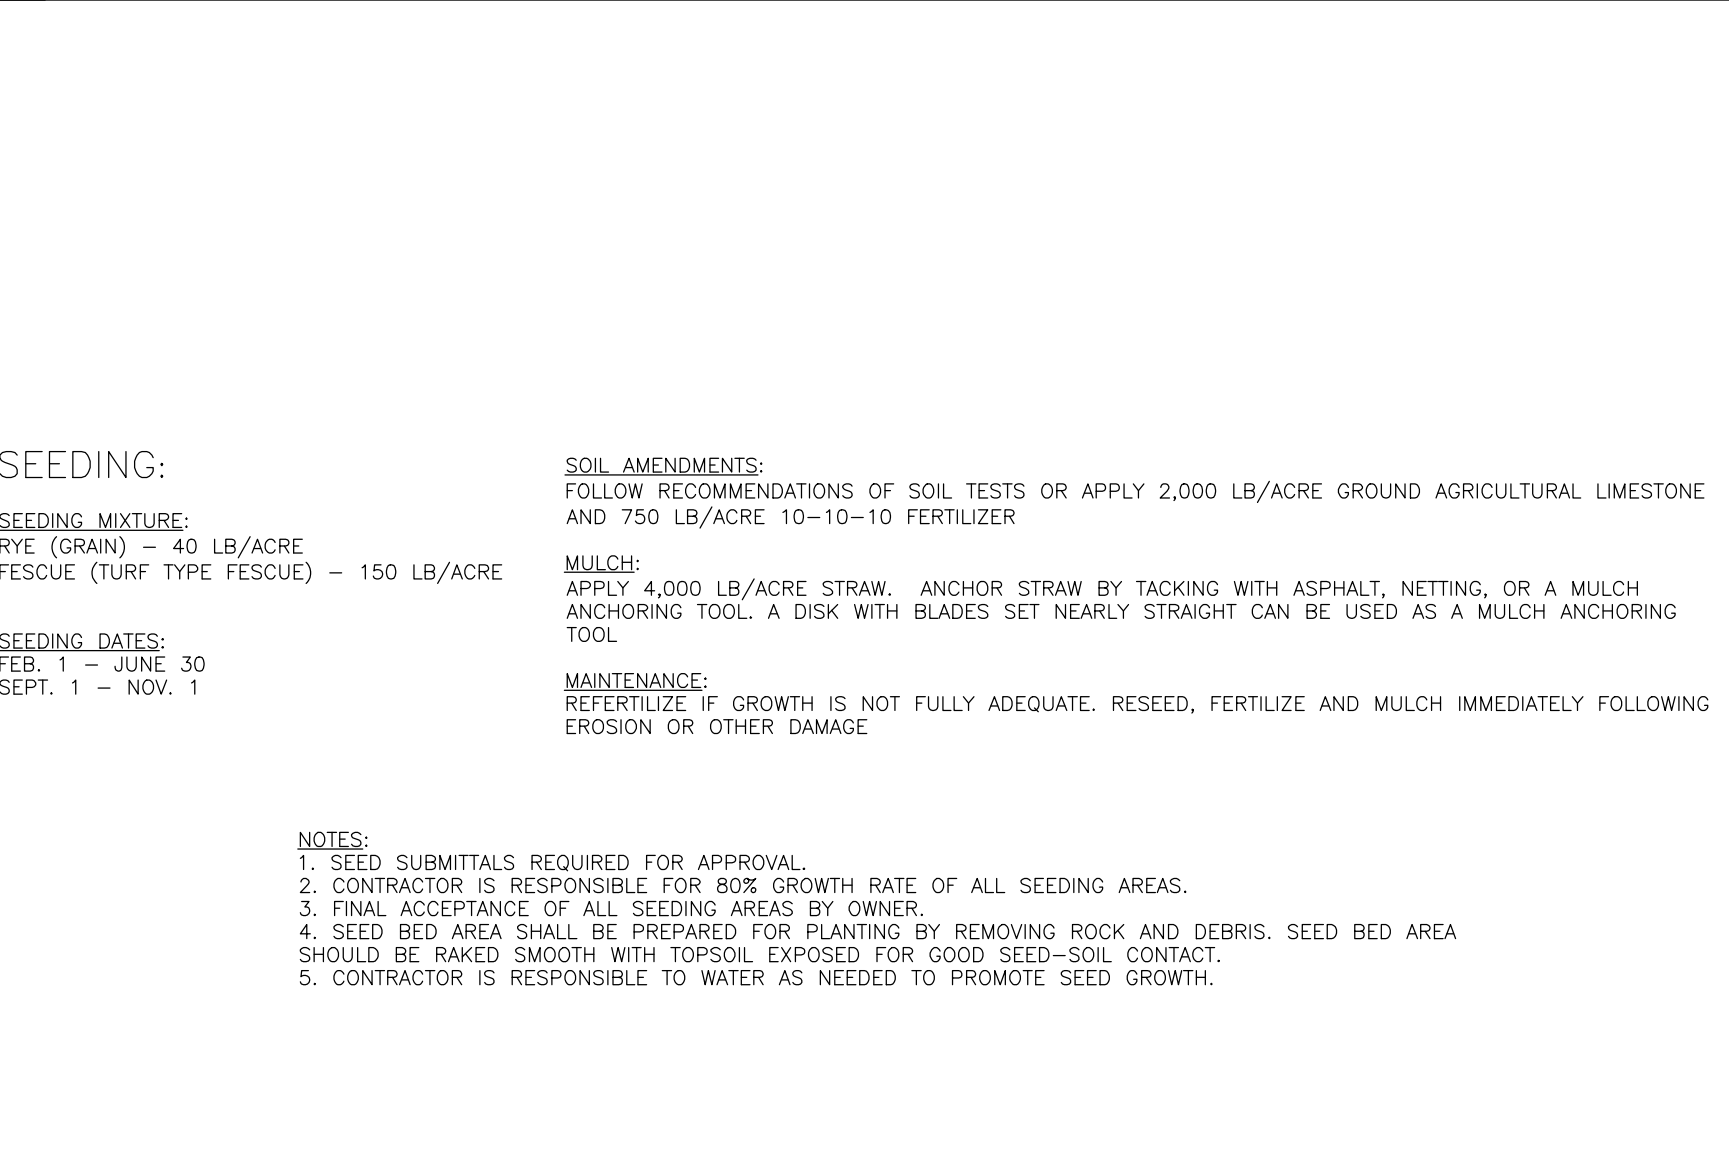 SEEDING:
SEEDING MIXTURE:
RYE (GRAIN) – 40 LB/ACRE
FESCUE (TURF TYPE FESCUE) – 150 LB/ACRE
SEEDING DATES:
FEB. 1 – JUNE 30
SEPT. 1 – NOV. 1
SOIL AMENDMENTS:
FOLLOW RECOMMENDATIONS OF SOIL TESTS OR APPLY 2,000 LB/ACRE GROUND AGRICULTURAL LIMESTONE
AND 750 LB/ACRE 10–10–10 FERTILIZER
MULCH:
APPLY 4,000 LB/ACRE STRAW. ANCHOR STRAW BY TACKING WITH ASPHALT, NETTING, OR A MULCH
ANCHORING TOOL. A DISK WITH BLADES SET NEARLY STRAIGHT CAN BE USED AS A MULCH ANCHORING
TOOL
MAINTENANCE:
REFERTILIZE IF GROWTH IS NOT FULLY ADEQUATE. RESEED, FERTILIZE AND MULCH IMMEDIATELY FOLLOWING
EROSION OR OTHER DAMAGE
NOTES:
1. SEED SUBMITTALS REQUIRED FOR APPROVAL.
2. CONTRACTOR IS RESPONSIBLE FOR 80% GROWTH RATE OF ALL SEEDING AREAS.
3. FINAL ACCEPTANCE OF ALL SEEDING AREAS BY OWNER.
4. SEED BED AREA SHALL BE PREPARED FOR PLANTING BY REMOVING ROCK AND DEBRIS. SEED BED AREA
SHOULD BE RAKED SMOOTH WITH TOPSOIL EXPOSED FOR GOOD SEED–SOIL CONTACT.
5. CONTRACTOR IS RESPONSIBLE TO WATER AS NEEDED TO PROMOTE SEED GROWTH.